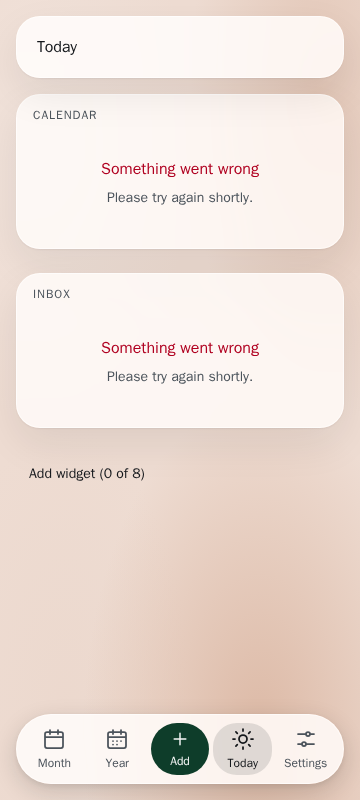 Today
CALENDAR
Something went wrong
Please try again shortly.
INBOX
Something went wrong
Please try again shortly.
Add widget (0 of 8)
Month
Year
Add
Today
Settings